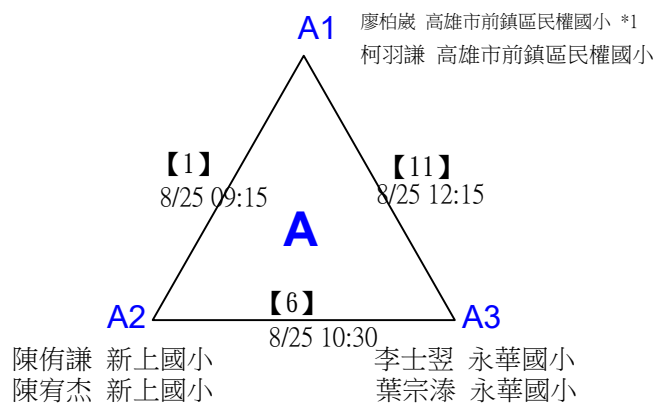 A1
廖柏崴 高雄市前鎮區民權國小 *1
柯羽謙 高雄市前鎮區民權國小
【1】
8/25 09:15
【11】
8/25 12:15
A
A2
【6】
8/25 10:30
A3
陳侑謙 新上國小
陳宥杰 新上國小
李士翌 永華國小
葉宗溙 永華國小